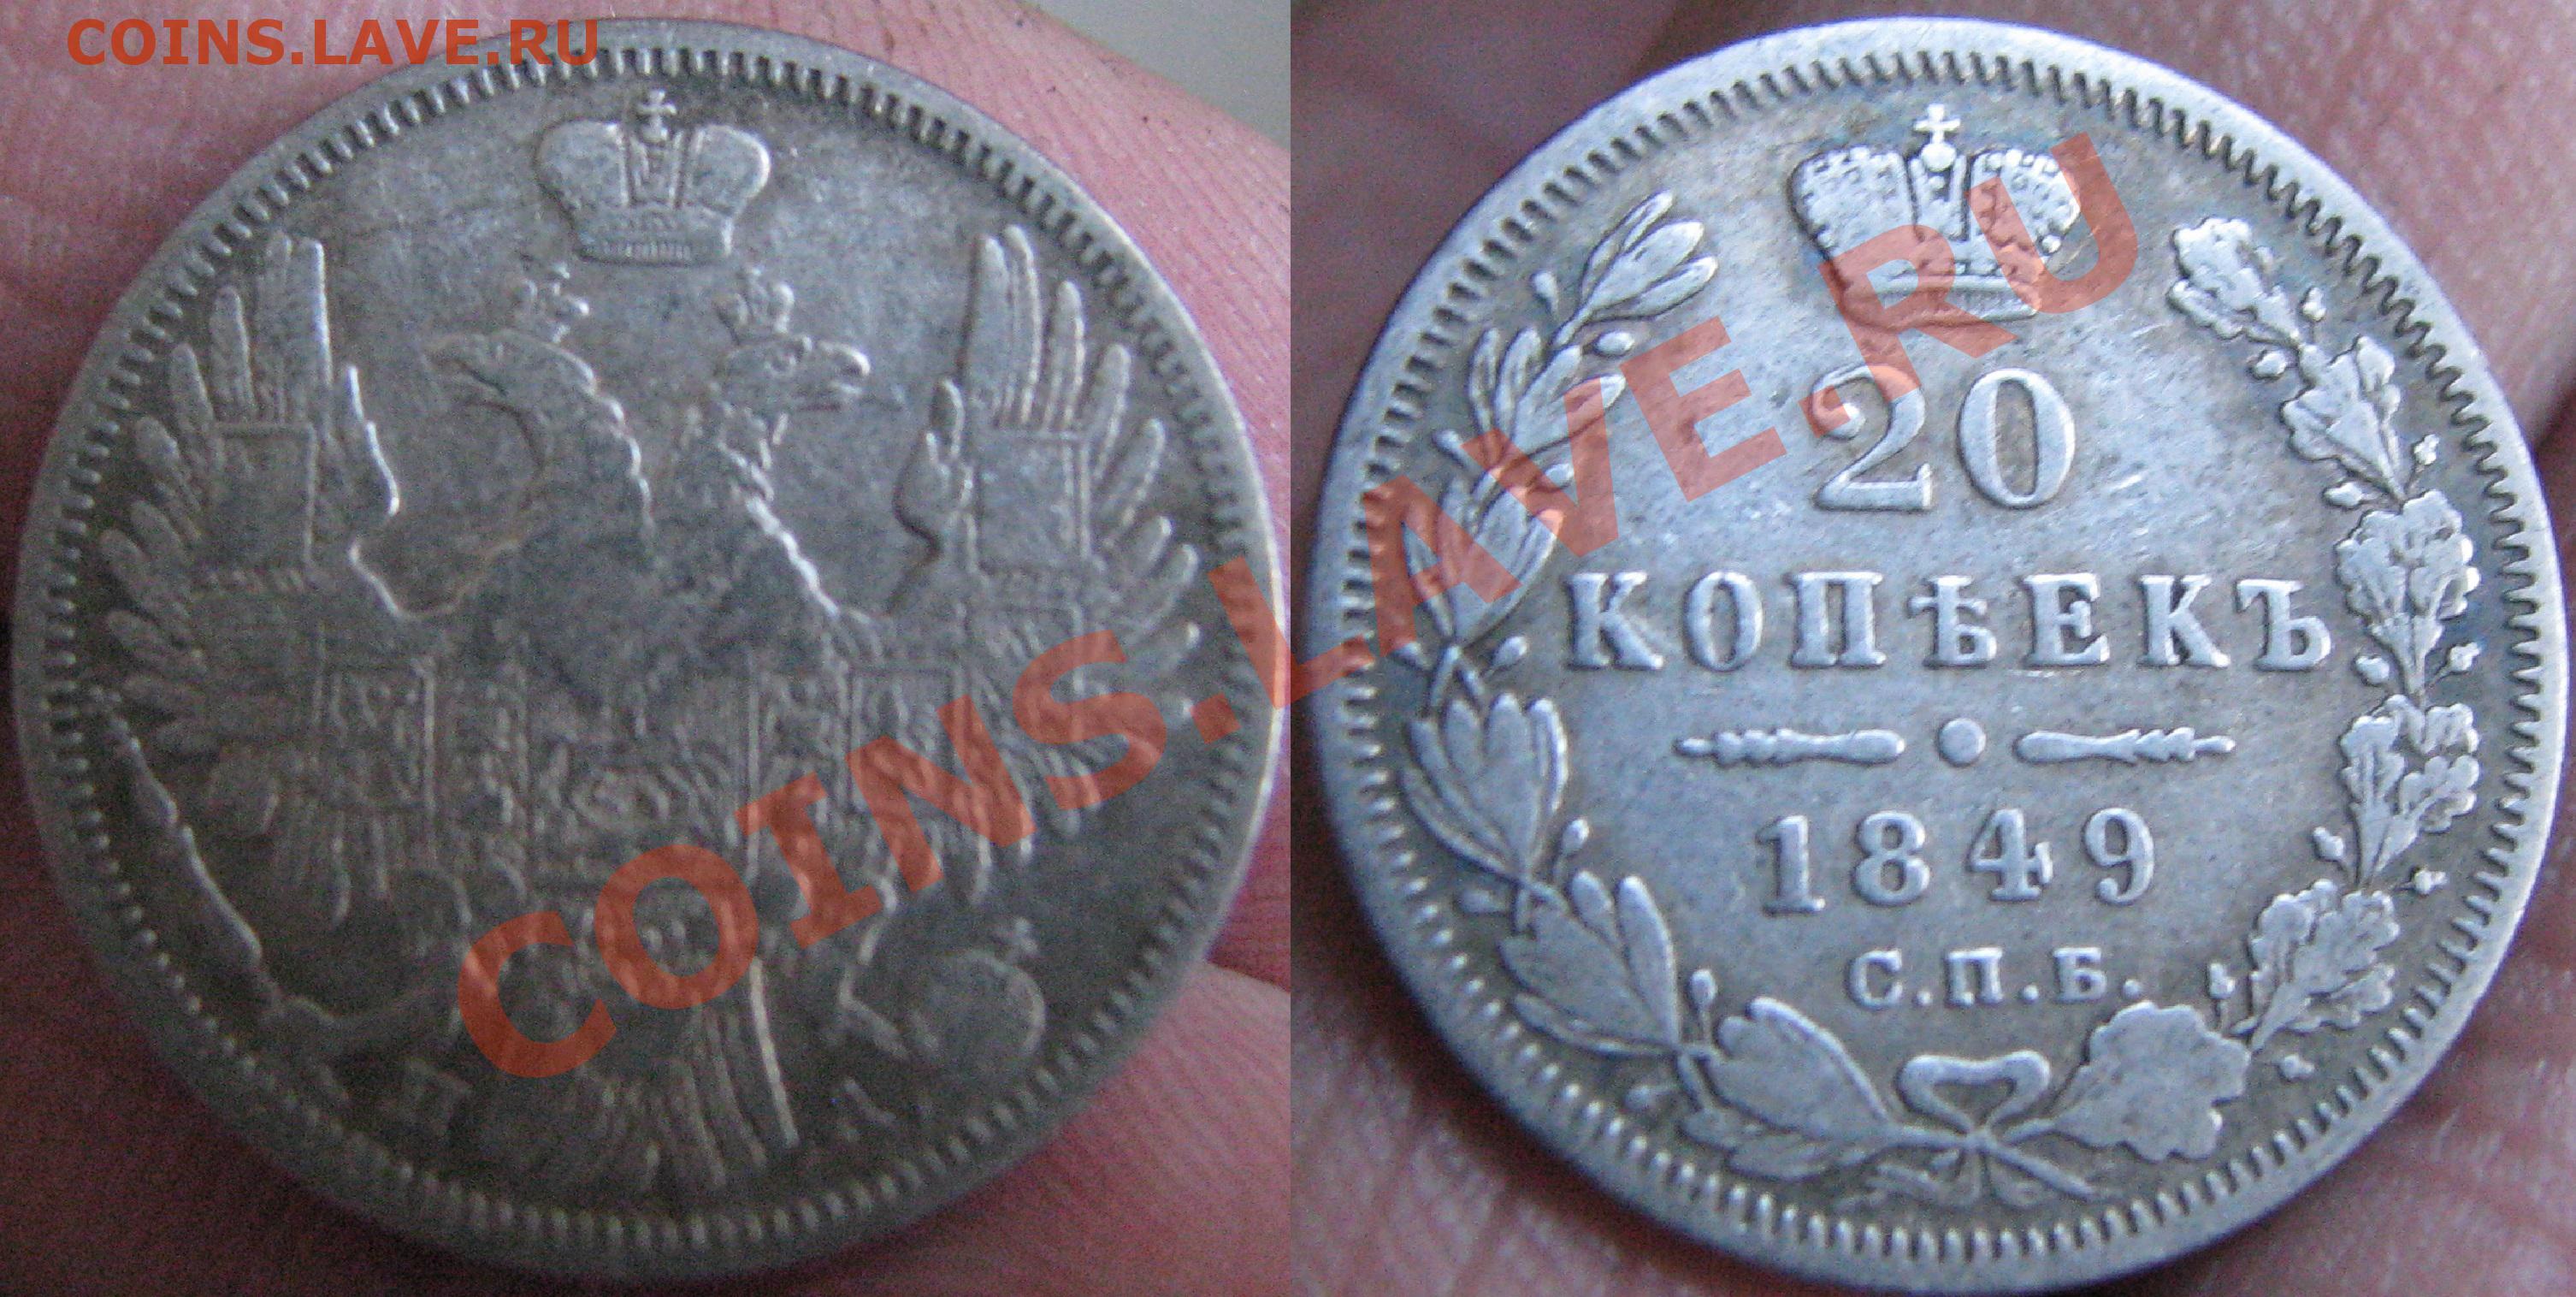 COINS.LAVE.RU
COINS.LAVE.RU
П А
20
КОПѢЕКЪ
1849
С.П.Б.